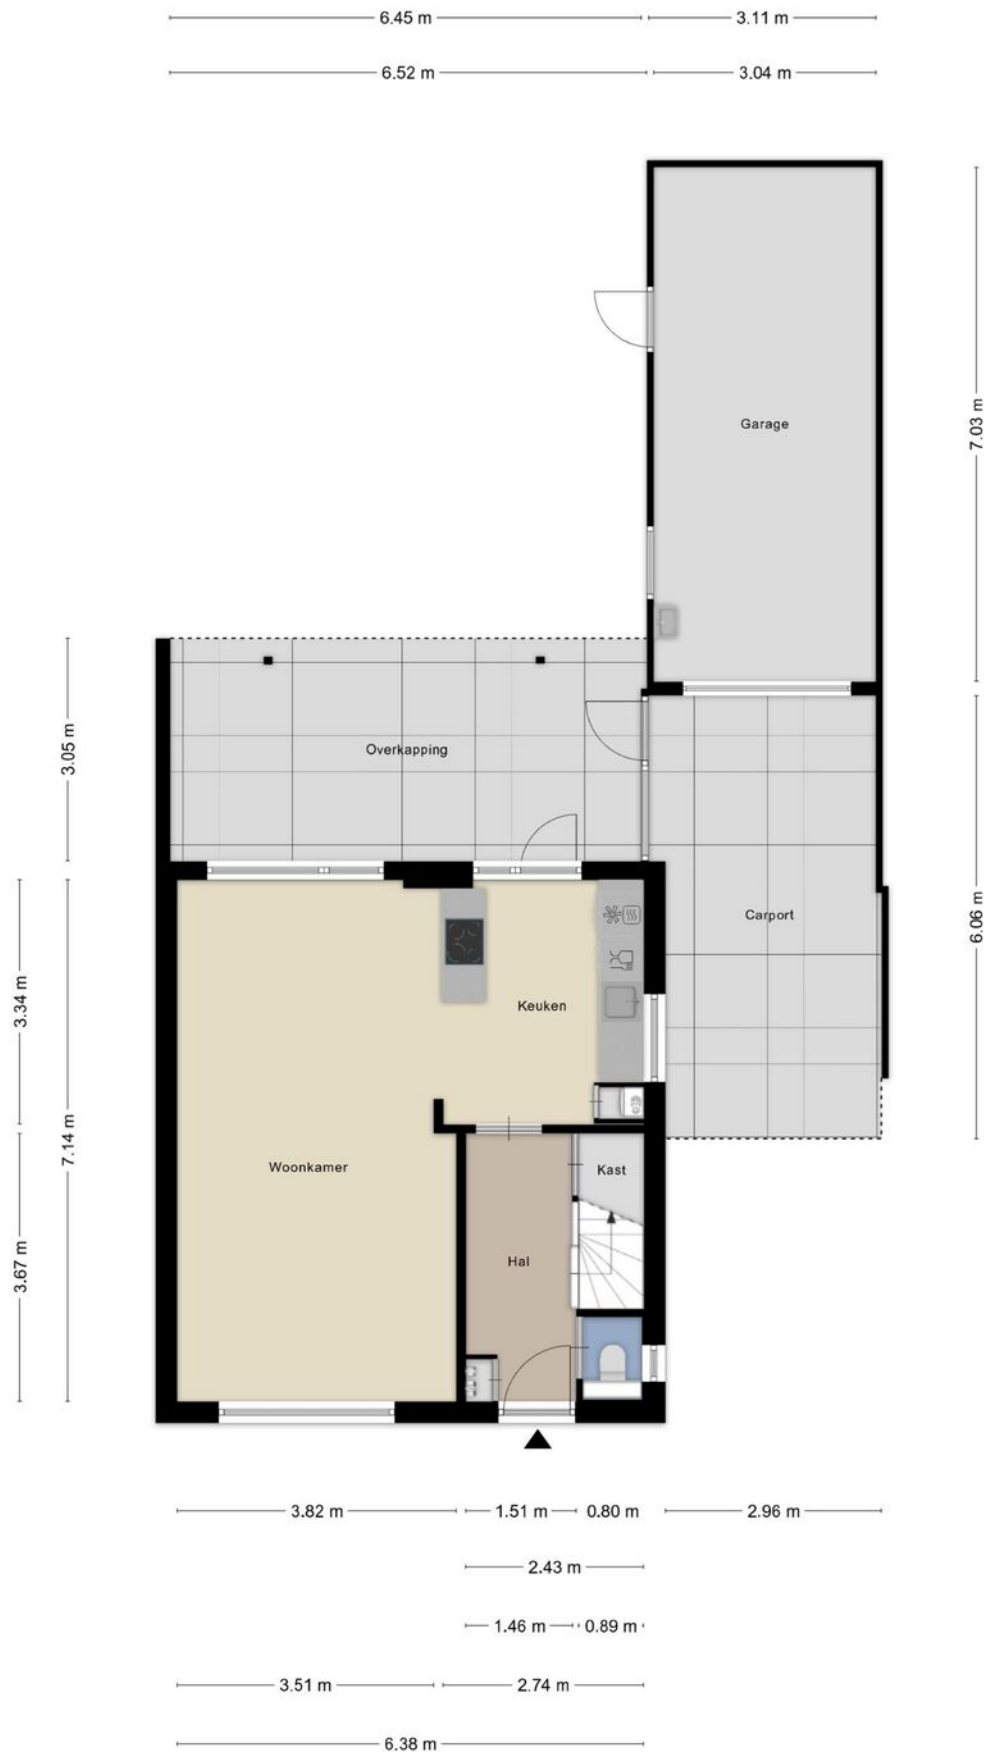 6.45 m
3.11 m
6.52 m
3.04 m
Garage
7.03 m
Overkapping
3.05 m
Carport
6.06 m
3.34 m
Keuken
7.14 m
Woonkamer
Kast
3.67 m
Hal
3.82 m
1.51 m
0.80 m
2.96 m
2.43 m
1.46 m
0.89 m
3.51 m
2.74 m
6.38 m